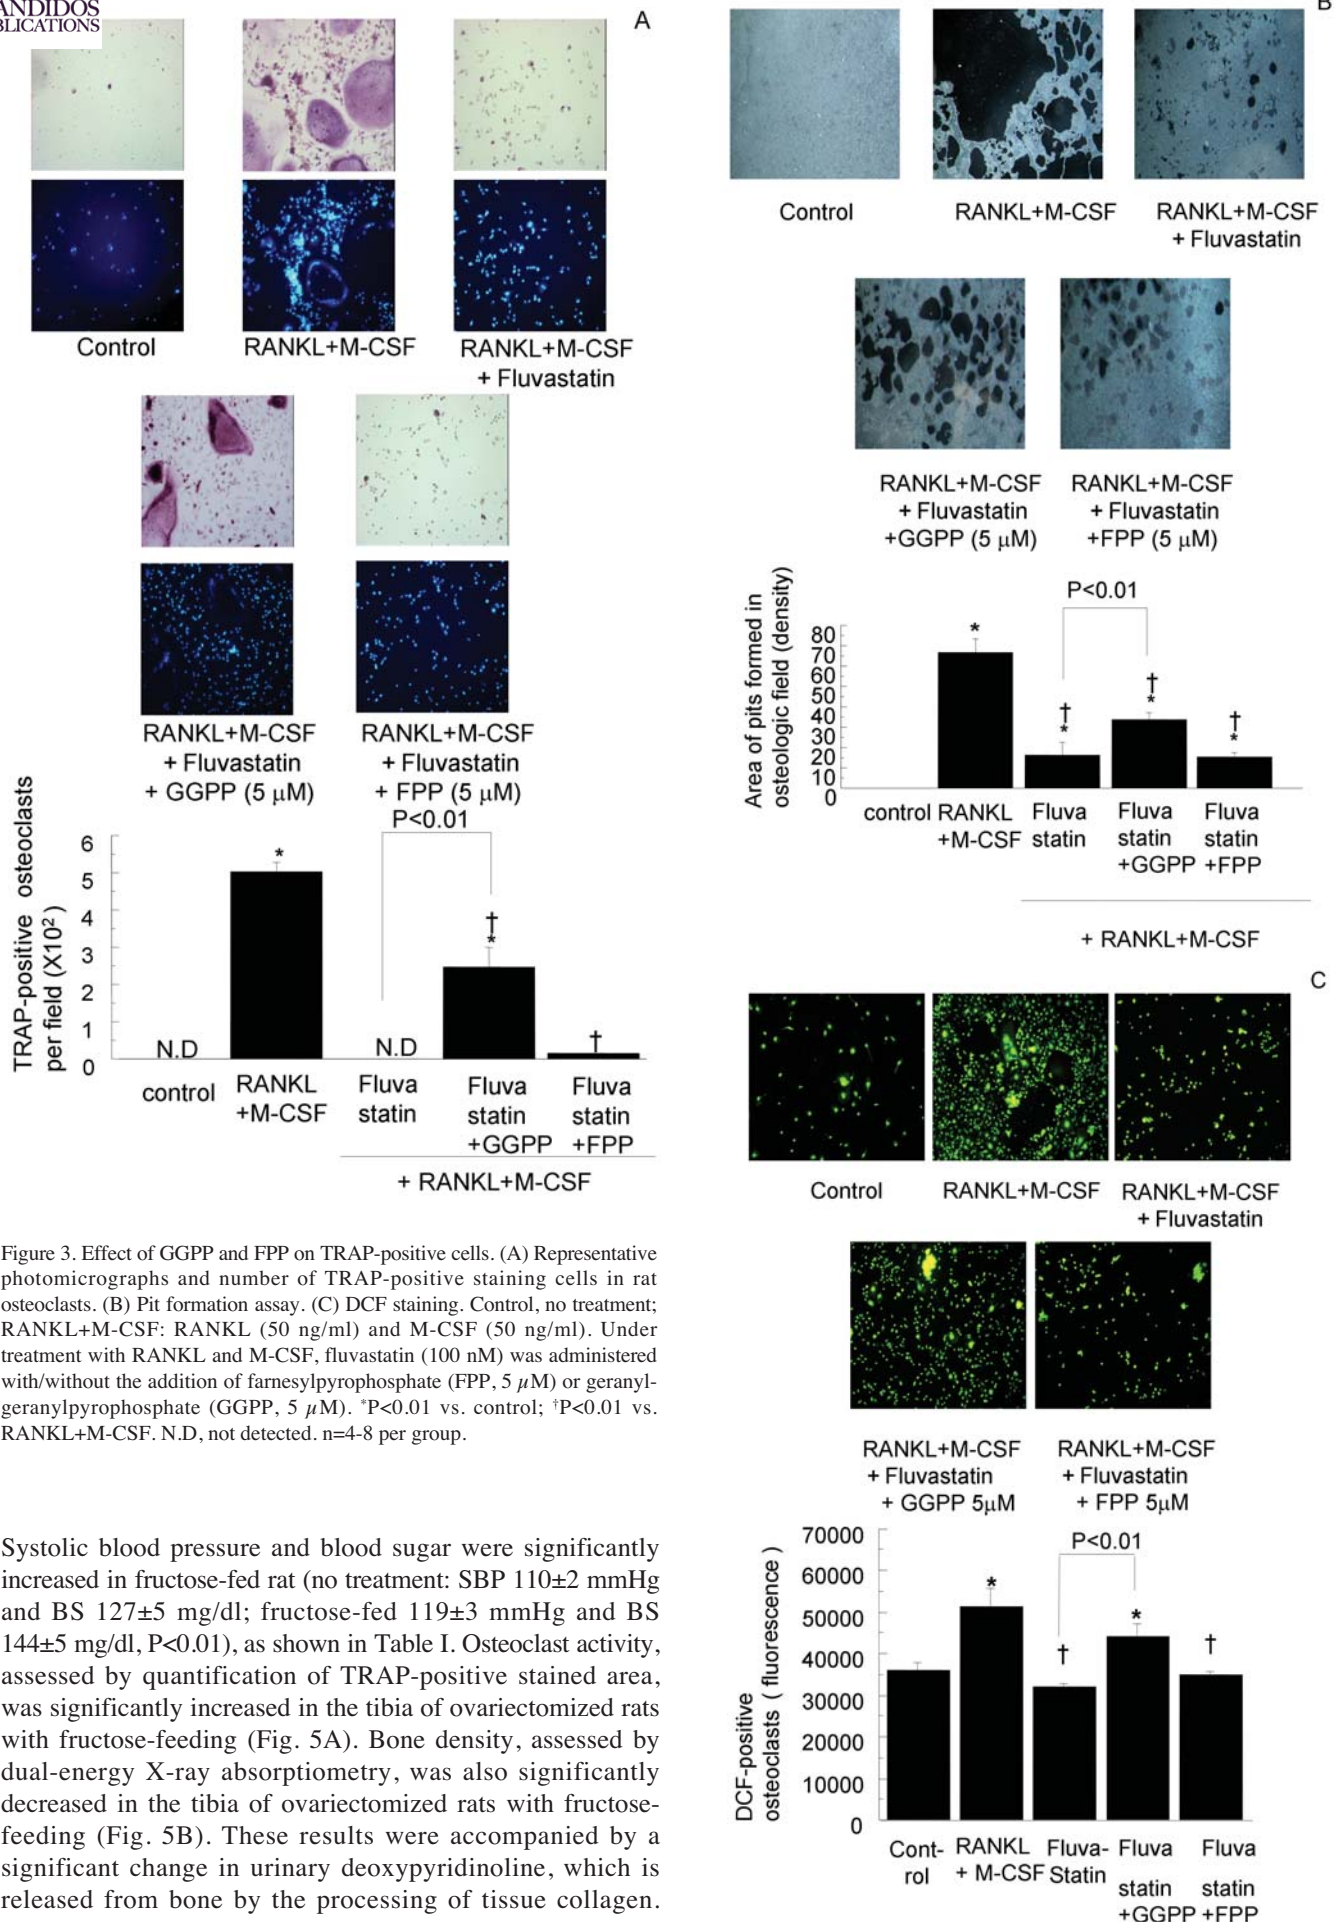 ANDIDOS
BLICATIONS
A
Control
RANKL+M-CSF
RANKL+M-CSF
+ Fluvastatin
RANKL+M-CSF
+ Fluvastatin
+ GGPP (5 μM)
RANKL+M-CSF
+ Fluvastatin
+ FPP (5 μM)
P<0.01
TRAP-positive osteoclasts
per field (X10²)
6
5
4
3
2
1
0
N.D
*
N.D
†
*
†
control
RANKL
+M-CSF
Fluva
statin
Fluva
statin
+GGPP
Fluva
statin
+FPP
+ RANKL+M-CSF
Figure 3. Effect of GGPP and FPP on TRAP-positive cells. (A) Representative
photomicrographs and number of TRAP-positive staining cells in rat
osteoclasts. (B) Pit formation assay. (C) DCF staining. Control, no treatment;
RANKL+M-CSF: RANKL (50 ng/ml) and M-CSF (50 ng/ml). Under
treatment with RANKL and M-CSF, fluvastatin (100 nM) was administered
with/without the addition of farnesylpyrophosphate (FPP, 5 μM) or geranyl-
geranylpyrophosphate (GGPP, 5 μM). *P<0.01 vs. control; †P<0.01 vs.
RANKL+M-CSF. N.D, not detected. n=4-8 per group.
Systolic blood pressure and blood sugar were significantly
increased in fructose-fed rat (no treatment: SBP 110±2 mmHg
and BS 127±5 mg/dl; fructose-fed 119±3 mmHg and BS
144±5 mg/dl, P<0.01), as shown in Table I. Osteoclast activity,
assessed by quantification of TRAP-positive stained area,
was significantly increased in the tibia of ovariectomized rats
with fructose-feeding (Fig. 5A). Bone density, assessed by
dual-energy X-ray absorptiometry, was also significantly
decreased in the tibia of ovariectomized rats with fructose-
feeding (Fig. 5B). These results were accompanied by a
significant change in urinary deoxypyridinoline, which is
released from bone by the processing of tissue collagen.
B
Control
RANKL+M-CSF
RANKL+M-CSF
+ Fluvastatin
RANKL+M-CSF
+ Fluvastatin
+GGPP (5 μM)
RANKL+M-CSF
+ Fluvastatin
+FPP (5 μM)
P<0.01
Area of pits formed in
osteologic field (density)
80
70
60
50
40
30
20
10
0
*
†
*
†
*
†
*
control
RANKL
+M-CSF
Fluva
statin
Fluva
statin
+GGPP
Fluva
statin
+FPP
+ RANKL+M-CSF
C
Control
RANKL+M-CSF
RANKL+M-CSF
+ Fluvastatin
RANKL+M-CSF
+ Fluvastatin
+ GGPP 5μM
RANKL+M-CSF
+ Fluvastatin
+ FPP 5μM
P<0.01
DCF-positive
osteoclasts ( fluorescence )
70000
60000
50000
40000
30000
20000
10000
0
*
†
*
†
Cont-
rol
RANKL
+ M-CSF
Fluva-
Statin
Fluva
statin
+GGPP
Fluva
statin
+FPP